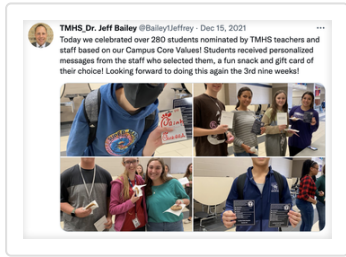 TMHS_Dr. Jeff Bailey @Bailey1Jeffrey · Dec 15, 2021
Today we celebrated over 280 students nominated by TMHS teachers and
staff based on our Campus Core Values! Students received personalized
messages from the staff who selected them, a fun snack and gift card of
their choice! Looking forward to doing this again the 3rd nine weeks!